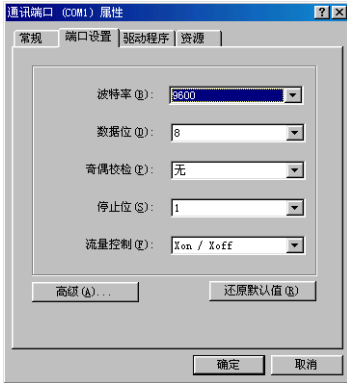 通讯端口 (COM1) 属性
常规 端口设置 驱动程序 资源
波特率(B): 9600
数据位(D): 8
奇偶校检(P): 无
停止位(S): 1
流量控制(F): Xon / Xoff
高级(A)... 还原默认值(R)
确定 取消